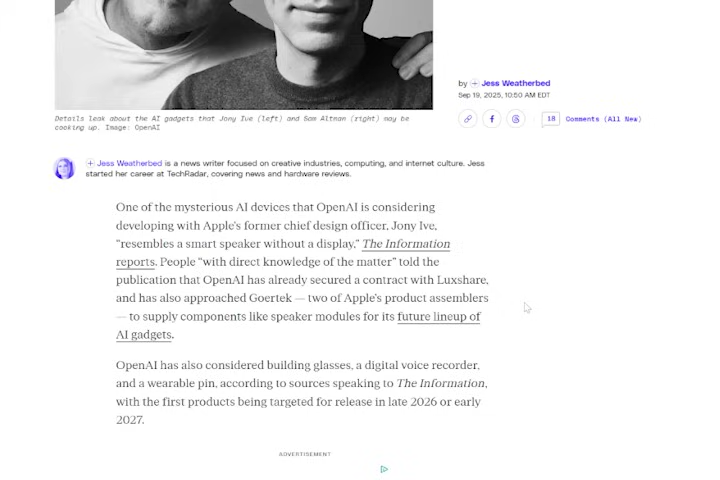 by + Jess Weatherbed
Sep 19, 2025, 10:50 AM EDT
18 Comments (All New)
Details leak about the AI gadgets that Jony Ive (left) and Sam Altman (right) may be
cooking up. Image: OpenAI
+ Jess Weatherbed is a news writer focused on creative industries, computing, and internet culture. Jess
started her career at TechRadar, covering news and hardware reviews.
One of the mysterious AI devices that OpenAI is considering
developing with Apple’s former chief design officer, Jony Ive,
“resembles a smart speaker without a display,” The Information
reports. People “with direct knowledge of the matter” told the
publication that OpenAI has already secured a contract with Luxshare,
and has also approached Goertek — two of Apple’s product assemblers
— to supply components like speaker modules for its future lineup of
AI gadgets.
OpenAI has also considered building glasses, a digital voice recorder,
and a wearable pin, according to sources speaking to The Information,
with the first products being targeted for release in late 2026 or early
2027.
ADVERTISEMENT